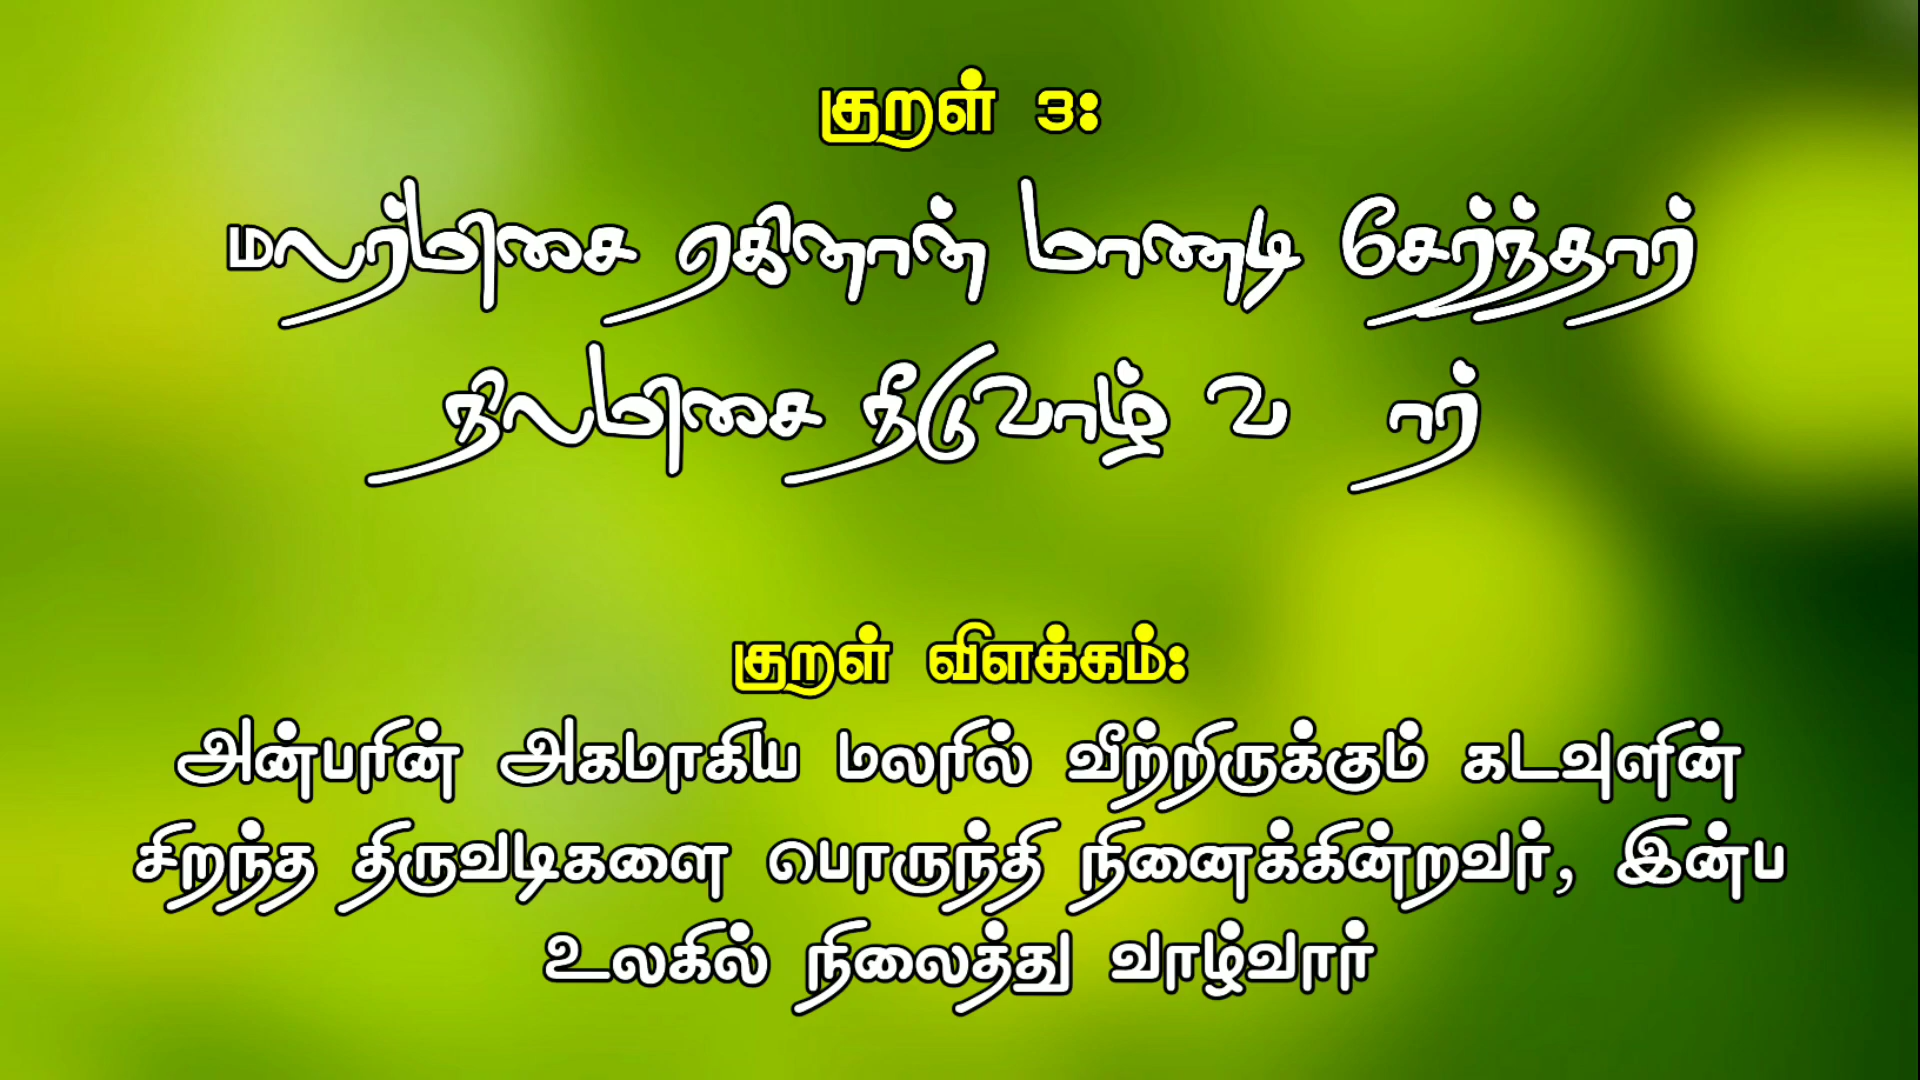 குறள் 3:
மலர்மிசை ஏகினான் மாணடி சேர்ந்தார்
நிலமிசை நீடுவாழ் வ ார்
குறள் விளக்கம்:
அன்பரின் அகமாகிய மலரில் வீற்றிருக்கும் கடவுளின்
சிறந்த திருவடிகளை பொருந்தி நினைக்கின்றவர், இன்ப
உலகில் நிலைத்து வாழ்வார்